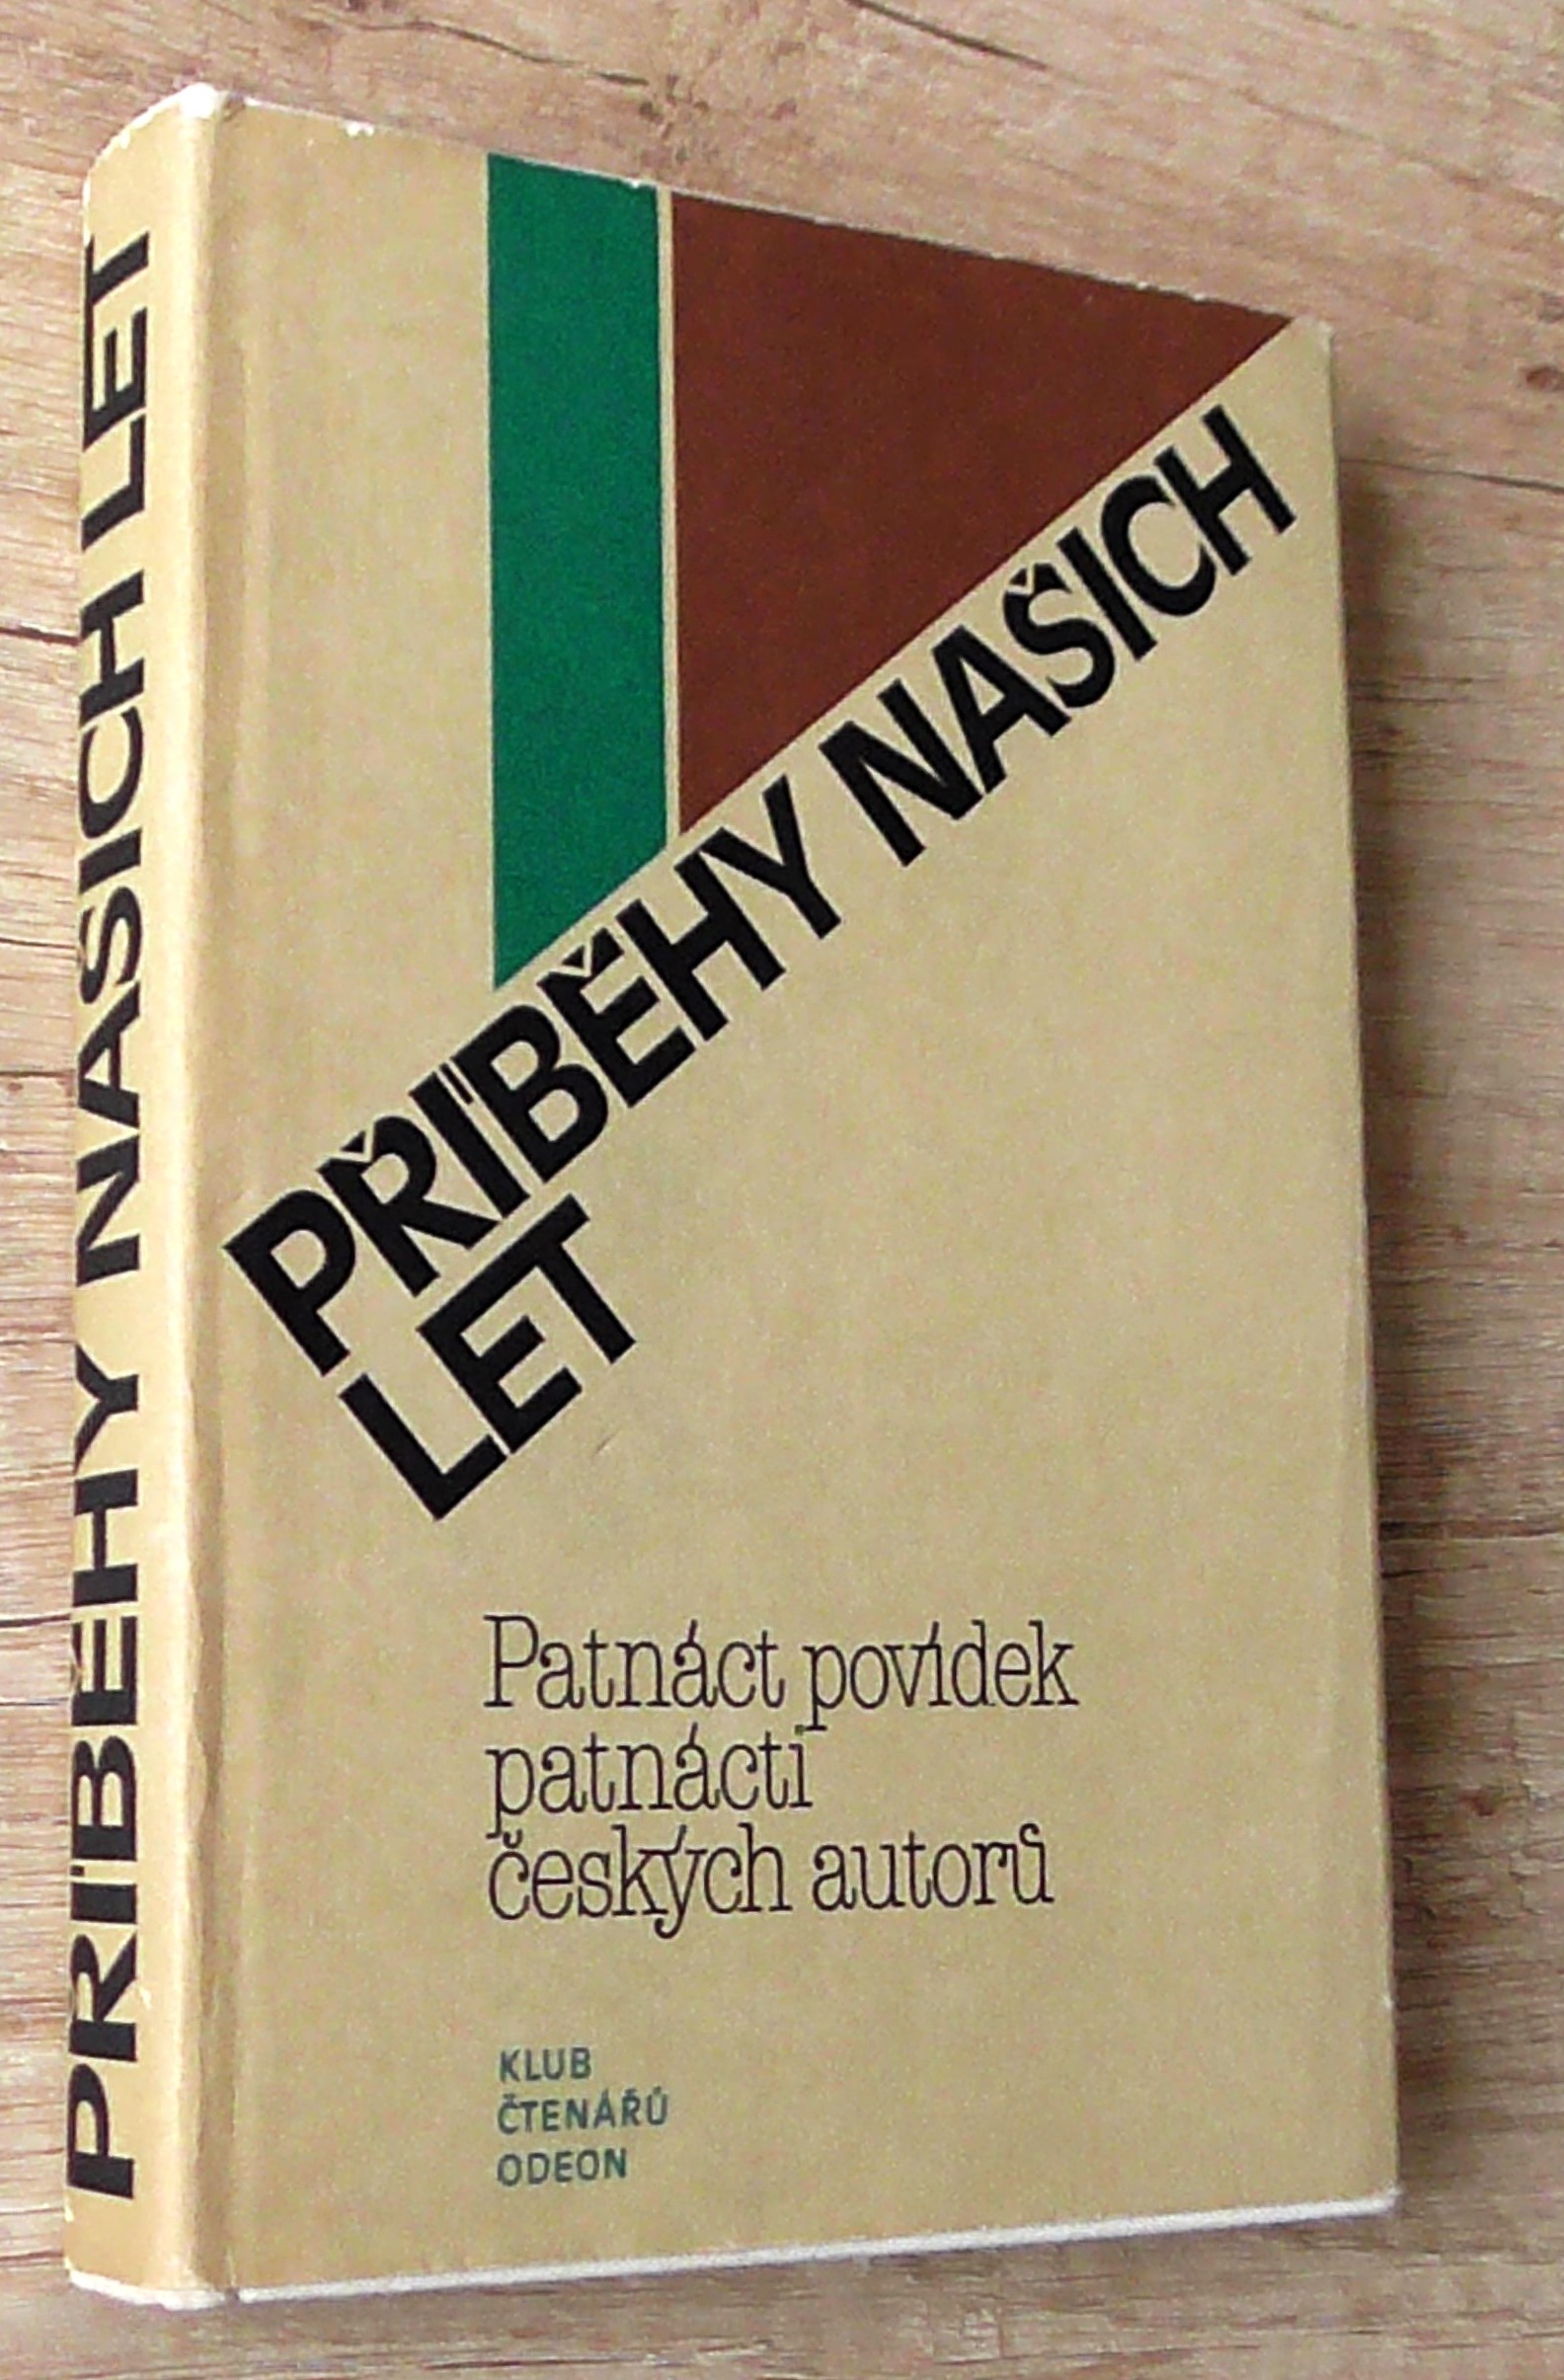 PŘÍBĚHY NAŠICH LET
PŘÍBĚHY NAŠICH
LET
Patnáct povídek
patnácti
českých autorů
KLUB
ČTENÁŘŮ
ODEON